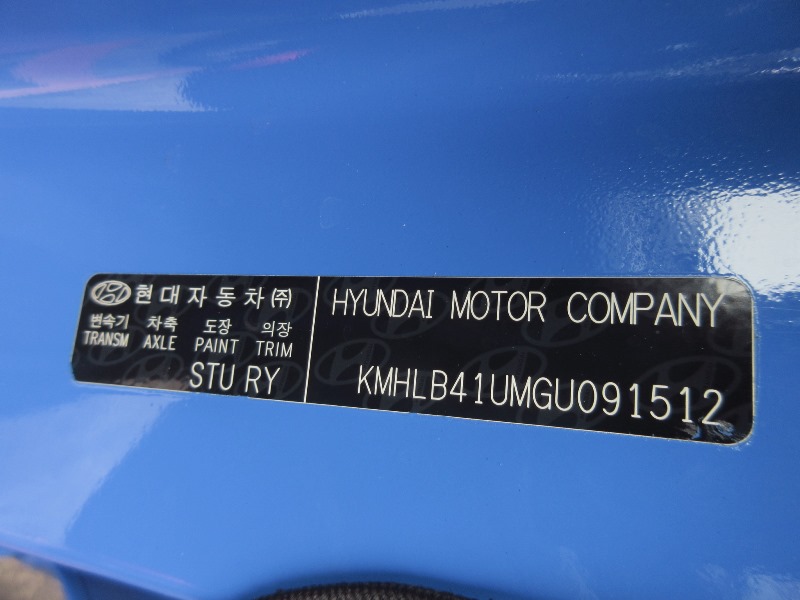 현대자동차㈜
변속기 차축 도장 의장
TRANSM AXLE PAINT TRIM
STU RY
HYUNDAI MOTOR COMPANY
KMHLB41UMGU091512